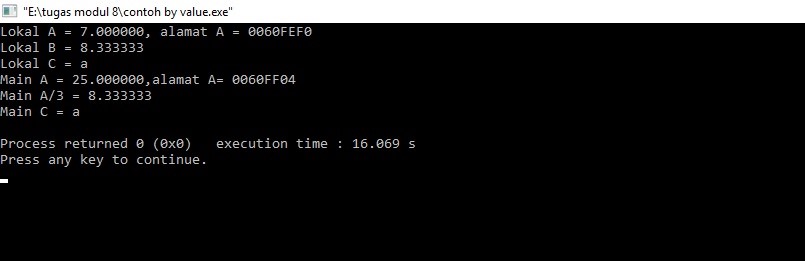 "E:\tugas modul 8\contoh by value.exe"
Lokal A = 7.000000, alamat A = 0060FEF0
Lokal B = 8.333333
Lokal C = a
Main A = 25.000000,alamat A= 0060FF04
Main A/3 = 8.333333
Main C = a
Process returned 0 (0x0)   execution time : 16.069 s
Press any key to continue.